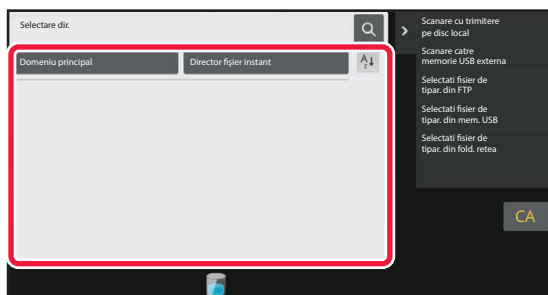 Selectare dir.
Domeniu principal
Director fișier instant
A
Z
Scanare cu trimitere
pe disc local
Scanare catre
memorie USB externa
Selectati fisier de
tipar. din FTP
Selectati fisier de
tipar. din mem. USB
Selectati fisier de
tipar. din fold. retea
CA